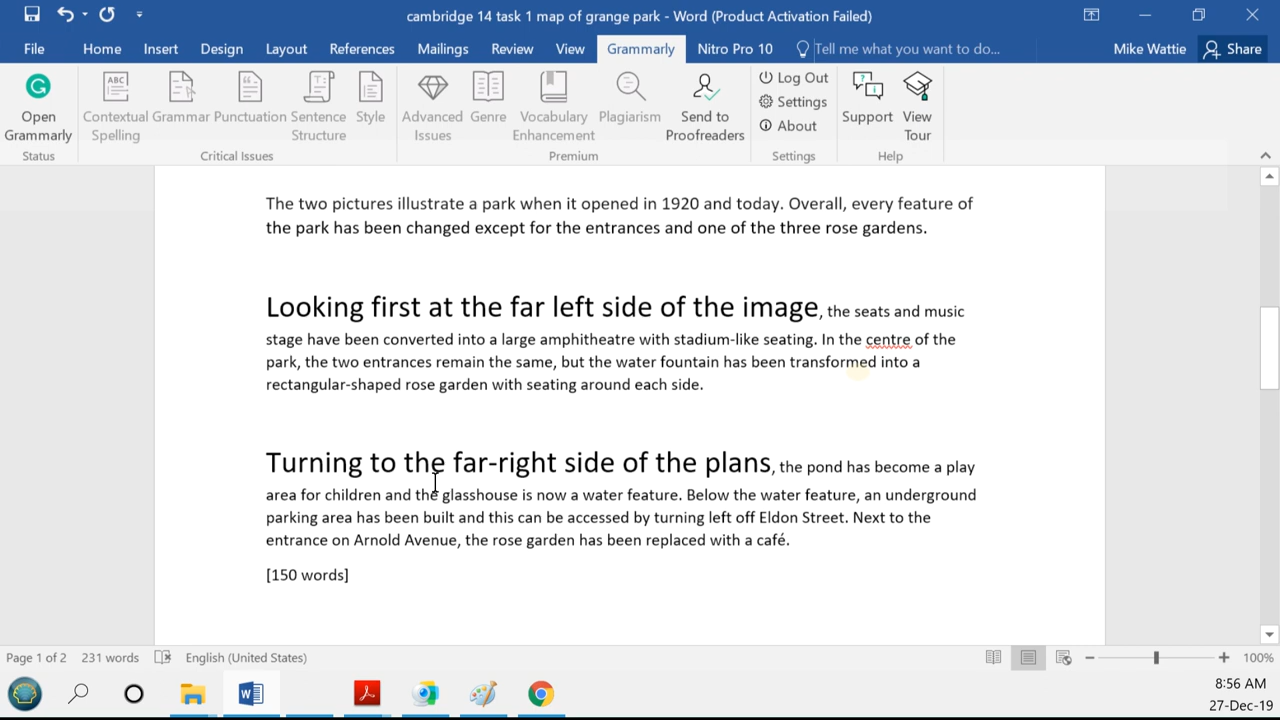 cambridge 14 task 1 map of grange park - Word (Product Activation Failed)
File Home Insert Design Layout References Mailings Review View Grammarly Nitro Pro 10 Tell me what you want to do... Mike Wattie Share
Open Grammarly
Status
ABC
Contextual Spelling
Grammar
Punctuation
Sentence Structure
Style
Critical Issues
Advanced Issues
Genre
Vocabulary Enhancement
Plagiarism
Send to Proofreaders
Premium
Log Out
Settings
About
Settings
Support
View Tour
Help
The two pictures illustrate a park when it opened in 1920 and today. Overall, every feature of
the park has been changed except for the entrances and one of the three rose gardens.
Looking first at the far left side of the image, the seats and music
stage have been converted into a large amphitheatre with stadium-like seating. In the centre of the
park, the two entrances remain the same, but the water fountain has been transformed into a
rectangular-shaped rose garden with seating around each side.
Turning to the far-right side of the plans, the pond has become a play
area for children and the glasshouse is now a water feature. Below the water feature, an underground
parking area has been built and this can be accessed by turning left off Eldon Street. Next to the
entrance on Arnold Avenue, the rose garden has been replaced with a café.
[150 words]
Page 1 of 2 231 words English (United States) 100%
8:56 AM
27-Dec-19